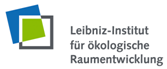 Leibniz-Institut
für ökologische
Raumentwicklung